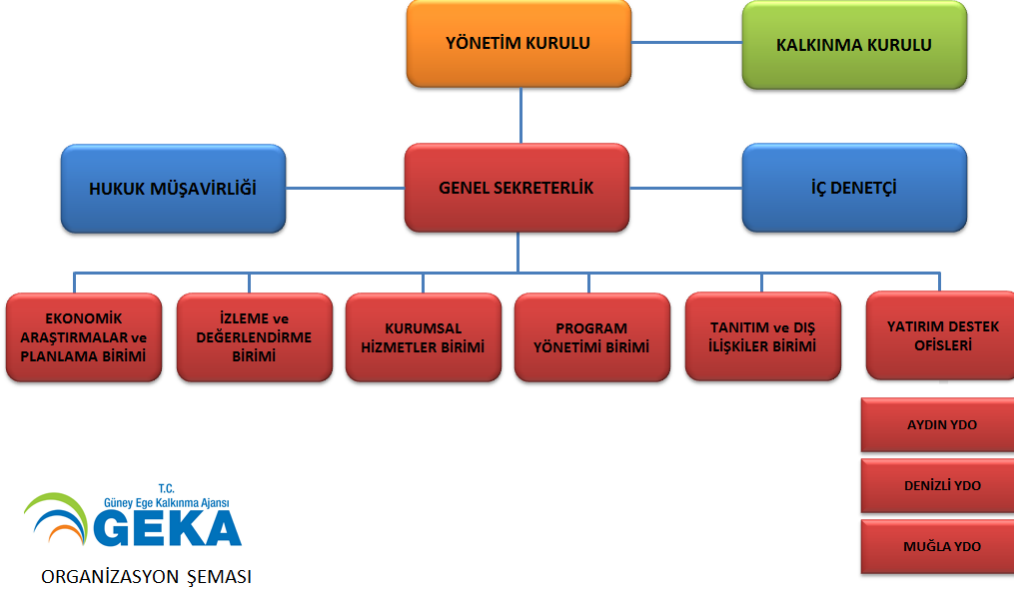 YÖNETİM KURULU
KALKINMA KURULU
HUKUK MÜŞAVİRLİĞİ
GENEL SEKRETERLİK
İÇ DENETÇİ
EKONOMİK
ARAŞTIRMALAR ve
PLANLAMA BİRİMİ
İZLEME ve
DEĞERLENDİRME
BİRİMİ
KURUMSAL
HİZMETLER BİRİMİ
PROGRAM
YÖNETİMİ BİRİMİ
TANITIM ve DIŞ
İLİŞKİLER BİRİMİ
YATIRIM DESTEK
OFİSLERİ
AYDIN YDO
DENİZLİ YDO
MUĞLA YDO
T.C.
Güney Ege Kalkınma Ajansı
GEKA
ORGANİZASYON ŞEMASI